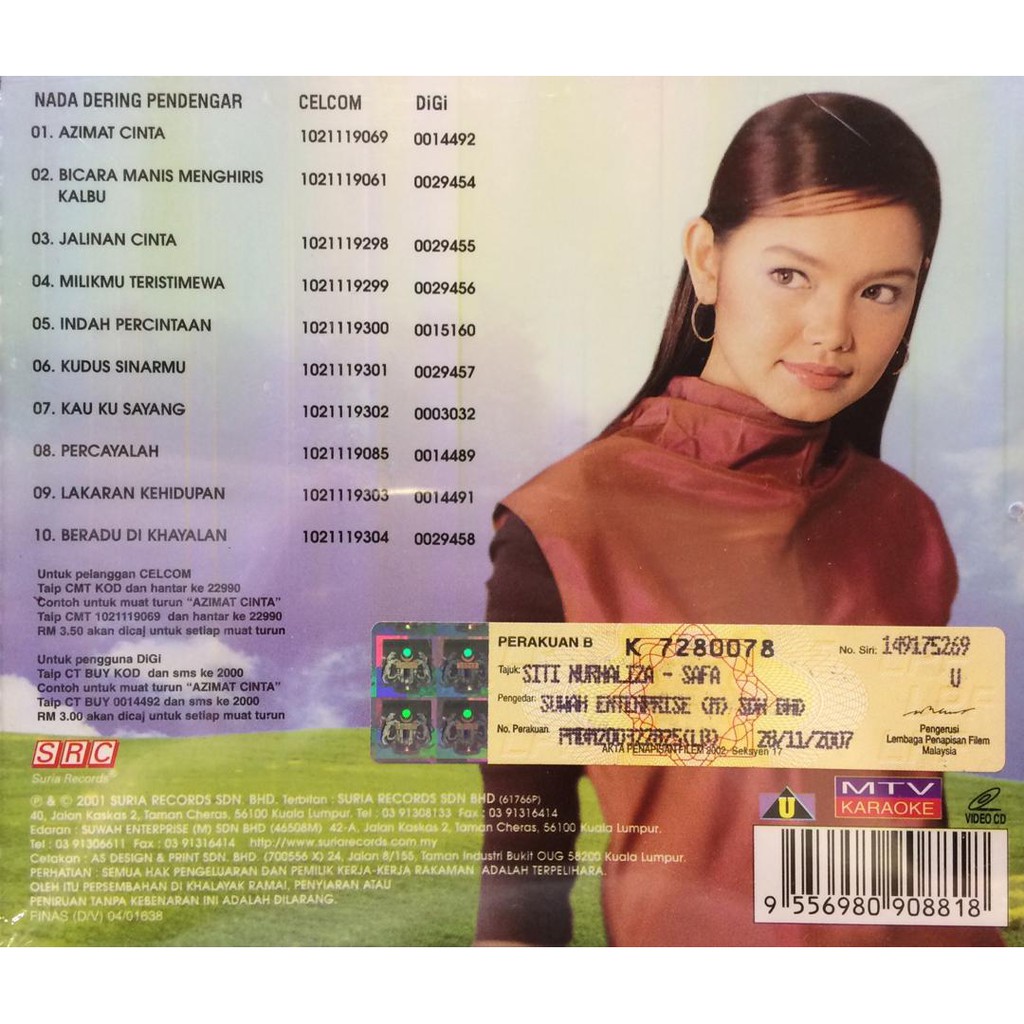 NADA DERING PENDENGAR CELCOM DiGi
01. AZIMAT CINTA 1021119069 0014492
02. BICARA MANIS MENGHIRIS 1021119061 0029454
KALBU
03. JALINAN CINTA 1021119298 0029455
04. MILIKMU TERISTIMEWA 1021119299 0029456
05. INDAH PERCINTAAN 1021119300 0015160
06. KUDUS SINARMU 1021119301 0029457
07. KAU KU SAYANG 1021119302 0003032
08. PERCAYALAH 1021119085 0014489
09. LAKARAN KEHIDUPAN 1021119303 0014491
10. BERADU DI KHAYALAN 1021119304 0029458
Untuk pelanggan CELCOM
Taip CMT KOD dan hantar ke 22990
Contoh untuk muat turun "AZIMAT CINTA"
Taip CMT 1021119069 dan hantar ke 22990
RM 3.50 akan dicaj untuk setiap muat turun
Untuk pengguna DiGi
Taip CT BUY KOD dan sms ke 2000
Contoh untuk muat turun "AZIMAT CINTA"
Taip CT BUY 0014492 dan sms ke 2000
RM 3.00 akan dicaj untuk setiap muat turun
PERAKUAN B K 7280078 No. Siri: 149175269
Tajuk: SITI NURHALIZA - SAFA U
Pengedar: SUWAH ENTERPRISE (M) SDN BHD
No. Perakuan 28/11/2007
Pengerusi
Lembaga Penapisan Filem
Malaysia
AKTA PENAPISAN FILEM 2002- Seksyen 17
SRC
Suria Records®
℗ & © 2001 SURIA RECORDS SDN. BHD. Terbitan : SURIA RECORDS SDN BHD (61766P)
40, Jalan Kaskas 2, Taman Cheras, 56100 Kuala Lumpur. Tel : 03 91308133 Fax : 03 91316414
Edaran : SUWAH ENTERPRISE (M) SDN BHD (46508M) 42-A, Jalan Kaskas 2, Taman Cheras, 56100 Kuala Lumpur.
Tel : 03 91306611 Fax : 03 91316414 http://www.suriarecords.com.my
Cetakan : AS DESIGN & PRINT SDN. BHD. (700556 X) 24, Jalan 8/155, Taman Industri Bukit OUG 58200 Kuala Lumpur.
PERHATIAN : SEMUA HAK PENGELUARAN DAN PEMILIK KERJA-KERJA RAKAMAN ADALAH TERPELIHARA.
OLEH ITU PERSEMBAHAN DI KHALAYAK RAMAI, PENYIARAN ATAU
PENIRUAN TANPA KEBENARAN INI ADALAH DILARANG.
FINAS (D/V) 04/01638
U
MTV
KARAOKE
VIDEO CD
9 556980 908818